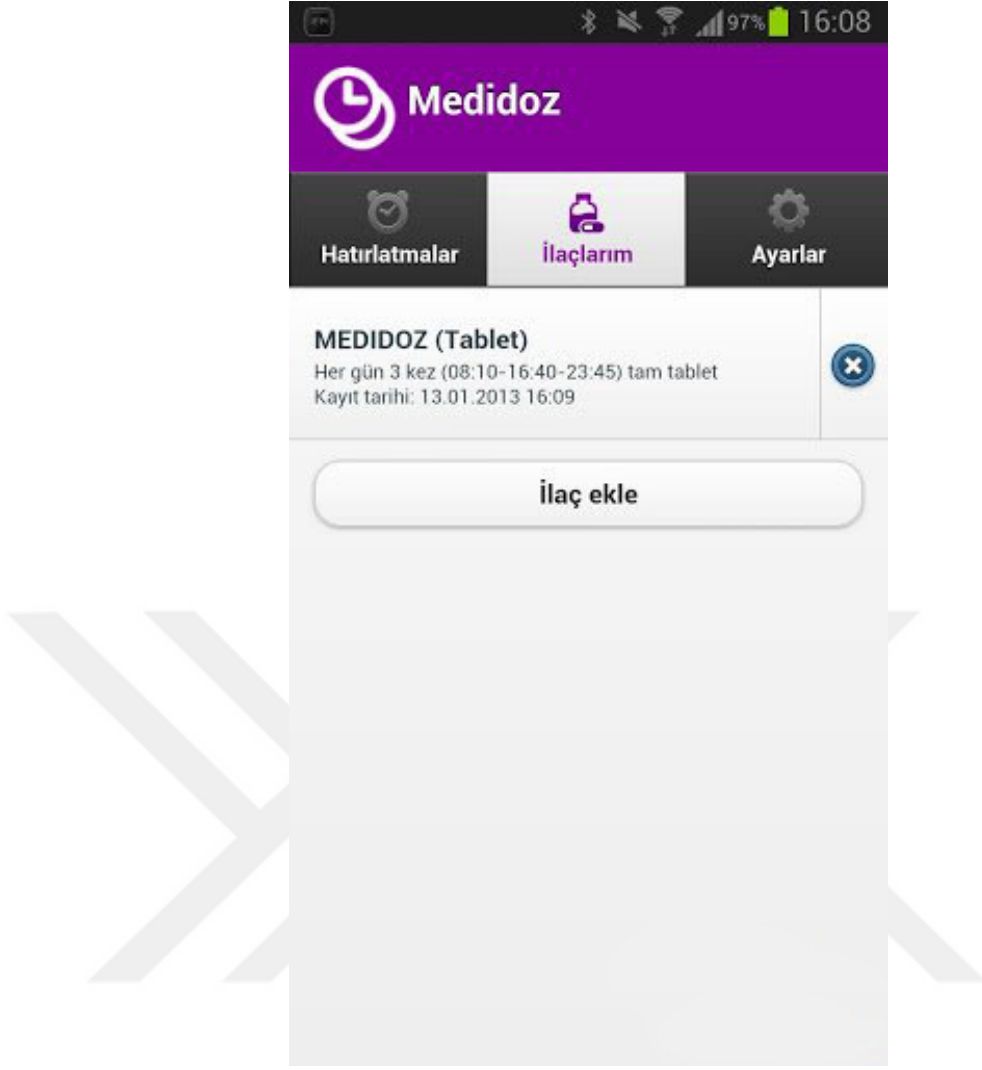 97% 16:08
Medidoz
Hatırlatmalar İlaçlarım Ayarlar
MEDIDOZ (Tablet)
Her gün 3 kez (08:10-16:40-23:45) tam tablet
Kayıt tarihi: 13.01.2013 16:09
İlaç ekle